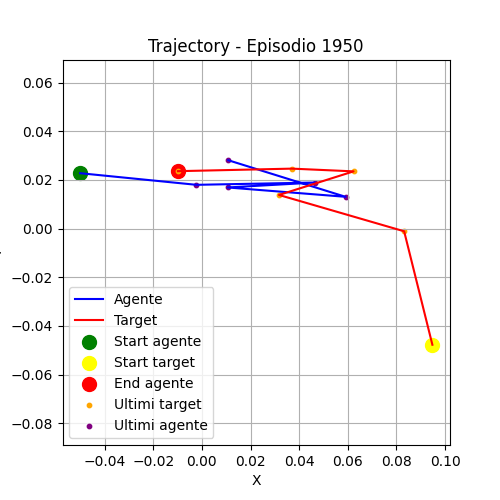 Trajectory - Episodio 1950
0.06
0.04
0.02
0.00
−0.02
−0.04
−0.06
−0.08
Agente
Target
Start agente
Start target
End agente
Ultimi target
Ultimi agente
−0.04
−0.02
0.00
0.02
0.04
0.06
0.08
0.10
X